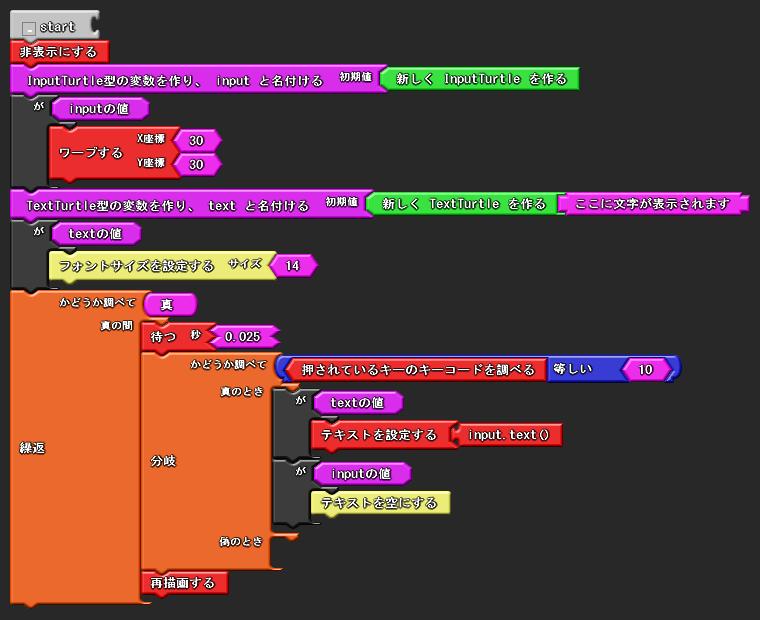 start
非表示にする
InputTurtle型の変数を作り、 input と名付ける 初期値 新しく InputTurtle を作る
が inputの値
ワープする X座標 30
Y座標 30
TextTurtle型の変数を作り、 text と名付ける 初期値 新しく TextTurtle を作る ここに文字が表示されます
が textの値
フォントサイズを設定する サイズ 14
かどうか調べて 真
真の間 待つ 秒 0.025
かどうか調べて 押されているキーのキーコードを調べる 等しい 10
真のとき が textの値
テキストを設定する input.text()
繰返 分岐
が inputの値
テキストを空にする
偽のとき
再描画する